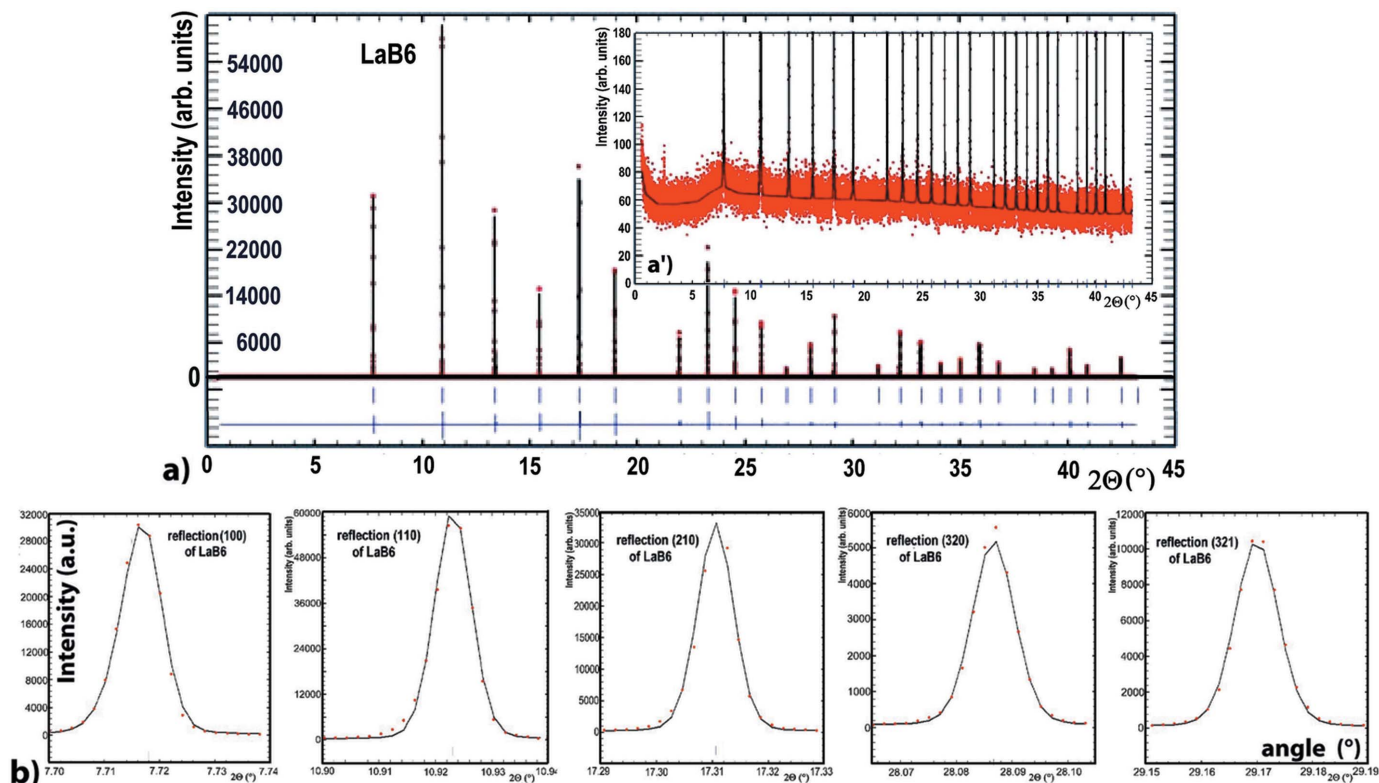 Intensity (arb. units)
54000
46000
38000
30000
22000
14000
6000
0
LaB6
Intensity (arb. units)
180
160
140
120
100
80
60
40
20
0
a')
0 5 10 15 20 25 30 35 40 45
2Θ(°)
a)
0 5 10 15 20 25 30 35 40 45
2Θ(°)
b)
Intensity (a.u.)
32000
28000
24000
20000
16000
12000
8000
4000
0
reflection (100)
of LaB6
7.70 7.71 7.72 7.73 7.74
2Θ (°)
Intensity (arb. units)
60000
48000
36000
24000
12000
0
reflection (110)
of LaB6
10.90 10.91 10.92 10.93 10.94
2Θ (°)
Intensity (arb. units)
35000
30000
25000
20000
15000
10000
5000
0
reflection (210)
of LaB6
17.29 17.30 17.31 17.32 17.33
2Θ (°)
Intensity (arb. units)
6000
5000
4000
3000
2000
1000
0
reflection (320)
of LaB6
28.07 28.08 28.09 28.10
2Θ (°)
Intensity (arb. units)
12000
10000
8000
6000
4000
2000
0
reflection (321)
of LaB6
29.15 29.16 29.17 29.18 29.19
2Θ (°)
angle (°)